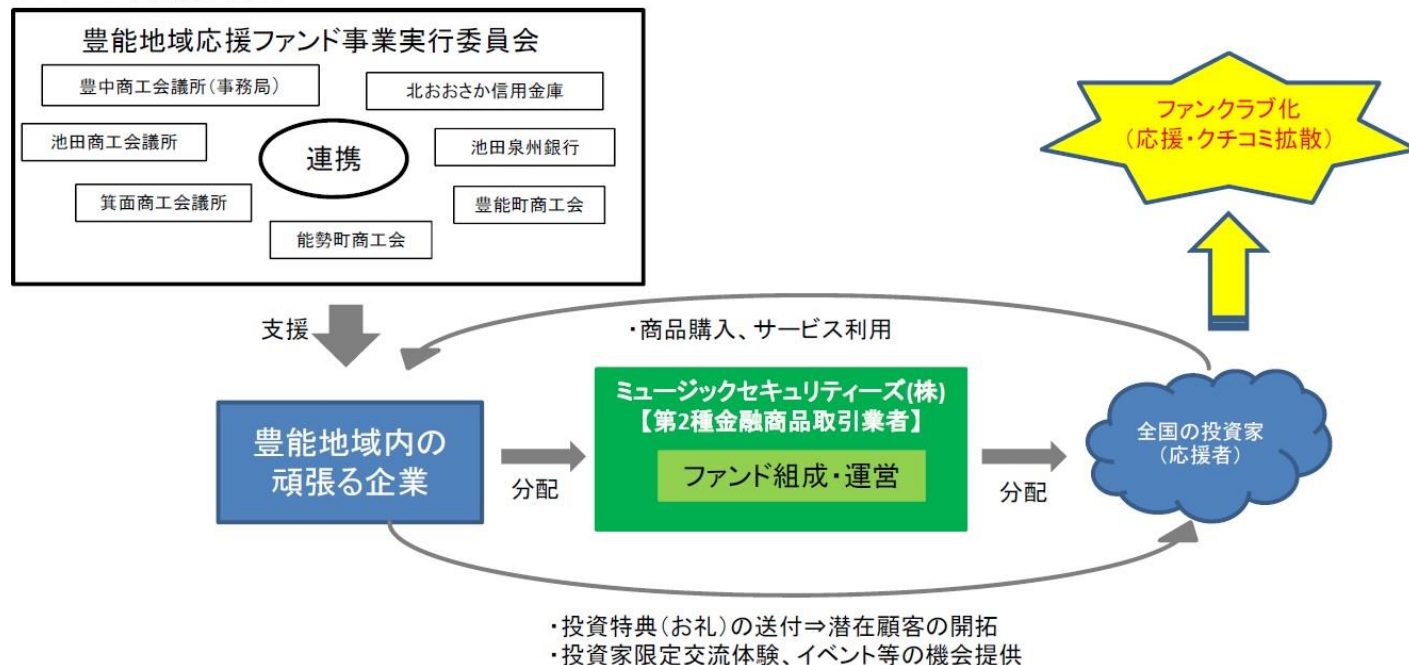 豊能地域応援ファンド事業実行委員会
豊中商工会議所(事務局)
北おおさか信用金庫
池田商工会議所
連携
池田泉州銀行
箕面商工会議所
豊能町商工会
能勢町商工会
ファンクラブ化
(応援・クチコミ拡散)
支援
・商品購入、サービス利用
豊能地域内の
頑張る企業
分配
ミュージックセキュリティーズ(株)
【第2種金融商品取引業者】
ファンド組成・運営
分配
全国の投資家
(応援者)
・投資特典(お礼)の送付⇒潜在顧客の開拓
・投資家限定交流体験、イベント等の機会提供